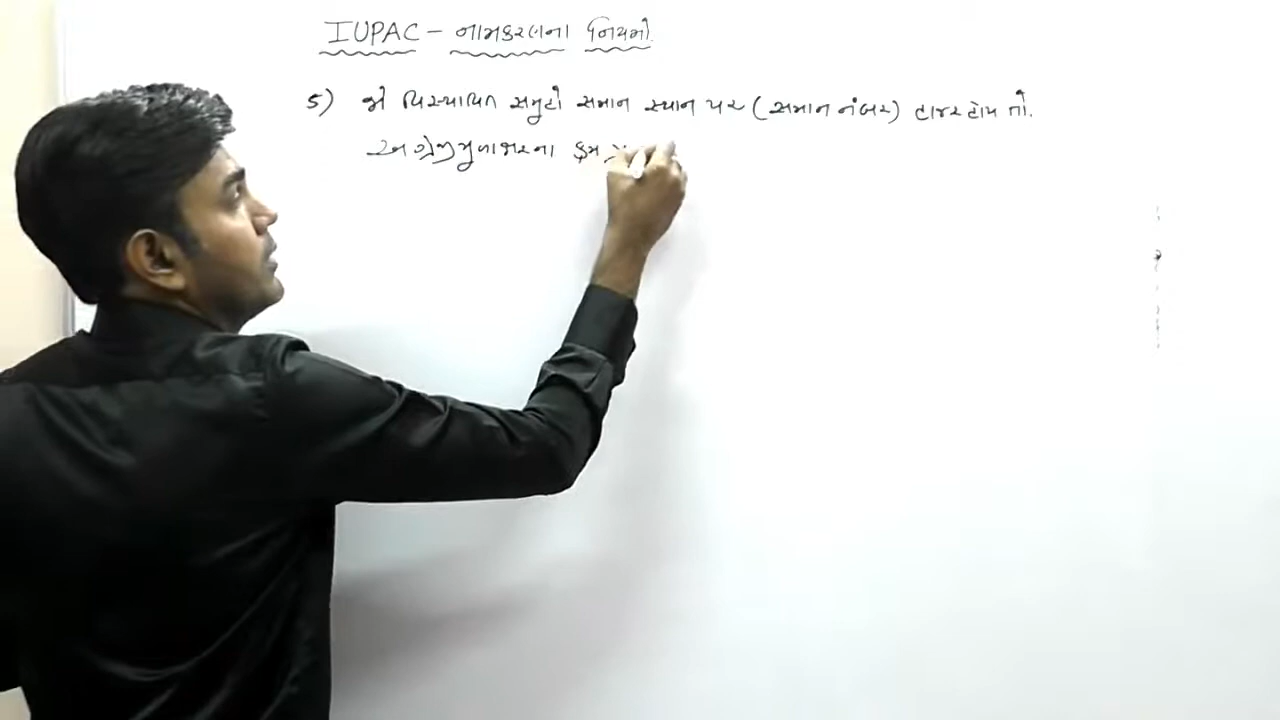 IUPAC - નામકરણના નિયમો.
5) જો વિસ્થાપિત સમુહો સમાન સ્થાન પર (સમાન નંબર) હાજર હોય તો.
અંગ્રેજી મુળાક્ષરના ક્રમ